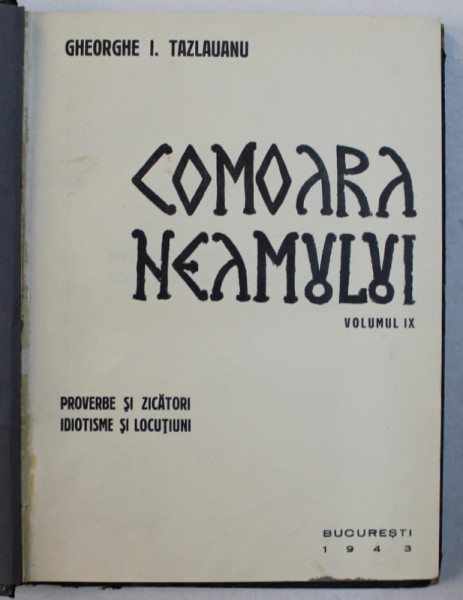 GHEORGHE I. TAZLAUANU
COMOARA
NEAMULUI
VOLUMUL IX
PROVERBE ȘI ZICĂTORI
IDIOTISME ȘI LOCUȚIUNI
BUCUREȘTI
1943